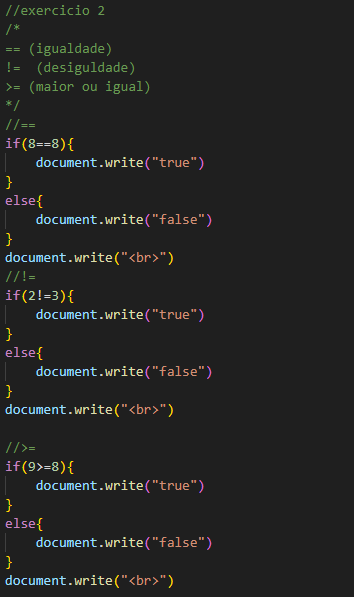 //exercicio 2
/*
== (igualdade)
!=  (desiguldade)
>= (maior ou igual)
*/
//==
if(8==8){
    document.write("true")
}
else{
    document.write("false")
}
document.write("<br>")
//!=
if(2!=3){
    document.write("true")
}
else{
    document.write("false")
}
document.write("<br>")

//>=
if(9>=8){
    document.write("true")
}
else{
    document.write("false")
}
document.write("<br>")